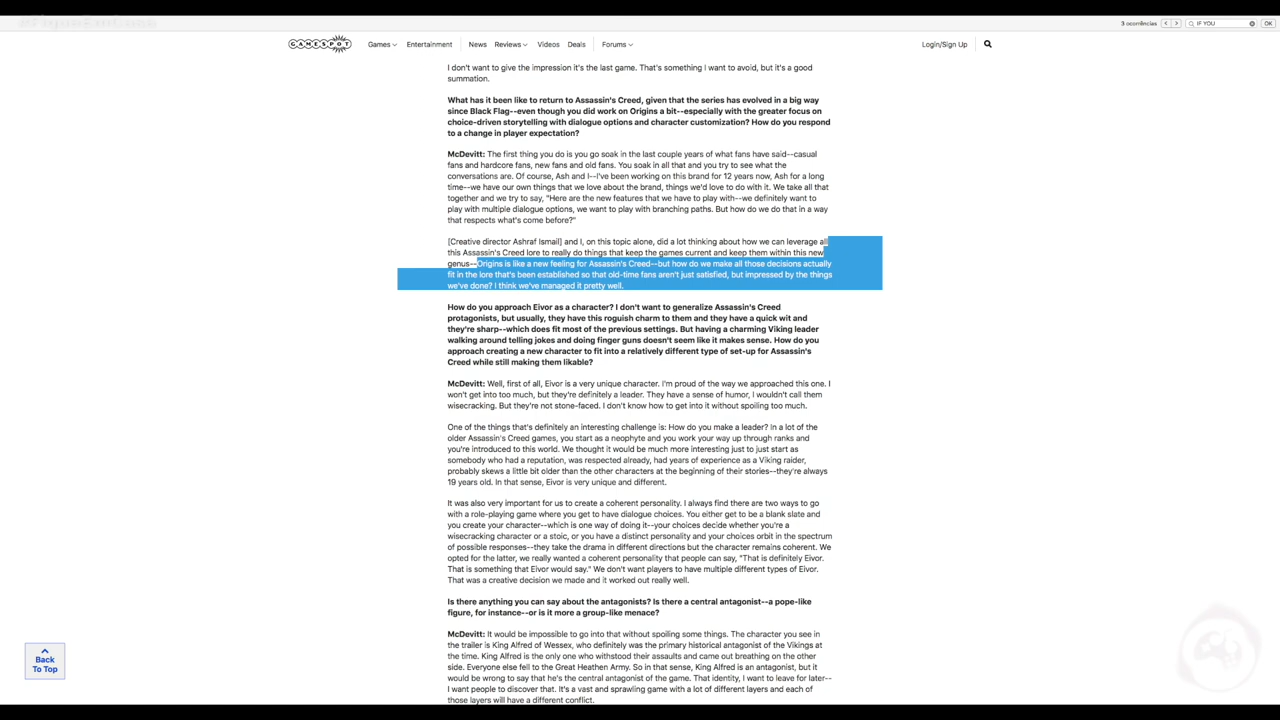 3 ocorrências
IF YOU
OK
GAMESPOT
Games
Entertainment
News
Reviews
Videos
Deals
Forums
Login/Sign Up
I don't want to give the impression it's the last game. That's something I want to avoid, but it's a good
summation.
What has it been like to return to Assassin's Creed, given that the series has evolved in a big way
since Black Flag--even though you did work on Origins a bit--especially with the greater focus on
choice-driven storytelling with dialogue options and character customization? How do you respond
to a change in player expectation?
McDevitt: The first thing you do is you go soak in the last couple years of what fans have said--casual
fans and hardcore fans, new fans and old fans. You soak in all that and you try to see what the
conversations are. Of course, Ash and I--I've been working on this brand for 12 years now, Ash for a long
time--we have our own things that we love about the brand, things we'd love to do with it. We take all that
together and we try to say, "Here are the new features that we have to play with--we definitely want to
play with multiple dialogue options, we want to play with branching paths. But how do we do that in a way
that respects what's come before?"
[Creative director Ashraf Ismail] and I, on this topic alone, did a lot thinking about how we can leverage all
this Assassin's Creed lore to really do things that keep the games current and keep them within this new
genus--Origins is like a new feeling for Assassin's Creed--but how do we make all those decisions actually
fit in the lore that's been established so that old-time fans aren't just satisfied, but impressed by the things
we've done? I think we've managed it pretty well.
How do you approach Eivor as a character? I don't want to generalize Assassin's Creed
protagonists, but usually, they have this roguish charm to them and they have a quick wit and
they're sharp--which does fit most of the previous settings. But having a charming Viking leader
walking around telling jokes and doing finger guns doesn't seem like it makes sense. How do you
approach creating a new character to fit into a relatively different type of set-up for Assassin's
Creed while still making them likable?
McDevitt: Well, first of all, Eivor is a very unique character. I'm proud of the way we approached this one. I
won't get into too much, but they're definitely a leader. They have a sense of humor, I wouldn't call them
wisecracking. But they're not stone-faced. I don't know how to get into it without spoiling too much.
One of the things that's definitely an interesting challenge is: How do you make a leader? In a lot of the
older Assassin's Creed games, you start as a neophyte and you work your way up through ranks and
you're introduced to this world. We thought it would be much more interesting just to just start as
somebody who had a reputation, was respected already, had years of experience as a Viking raider,
probably skews a little bit older than the other characters at the beginning of their stories--they're always
19 years old. In that sense, Eivor is very unique and different.
It was also very important for us to create a coherent personality. I always find there are two ways to go
with a role-playing game where you get to have dialogue choices. You either get to be a blank slate and
you create your character--which is one way of doing it--your choices decide whether you're a
wisecracking character or a stoic, or you have a distinct personality and your choices orbit in the spectrum
of possible responses--they take the drama in different directions but the character remains coherent. We
opted for the latter, we really wanted a coherent personality that people can say, "That is definitely Eivor.
That is something that Eivor would say." We don't want players to have multiple different types of Eivor.
That was a creative decision we made and it worked out really well.
Is there anything you can say about the antagonists? Is there a central antagonist--a pope-like
figure, for instance--or is it more a group-like menace?
McDevitt: It would be impossible to go into that without spoiling some things. The character you see in
the trailer is King Alfred of Wessex, who definitely was the primary historical antagonist of the Vikings at
the time. King Alfred is the only one who withstood their assaults and came out breathing on the other
side. Everyone else fell to the Great Heathen Army. So in that sense, King Alfred is an antagonist, but it
would be wrong to say that he's the central antagonist of the game. That identity, I want to leave for later--
I want people to discover that. It's a vast and sprawling game with a lot of different layers and each of
those layers will have a different conflict.
Back
To Top